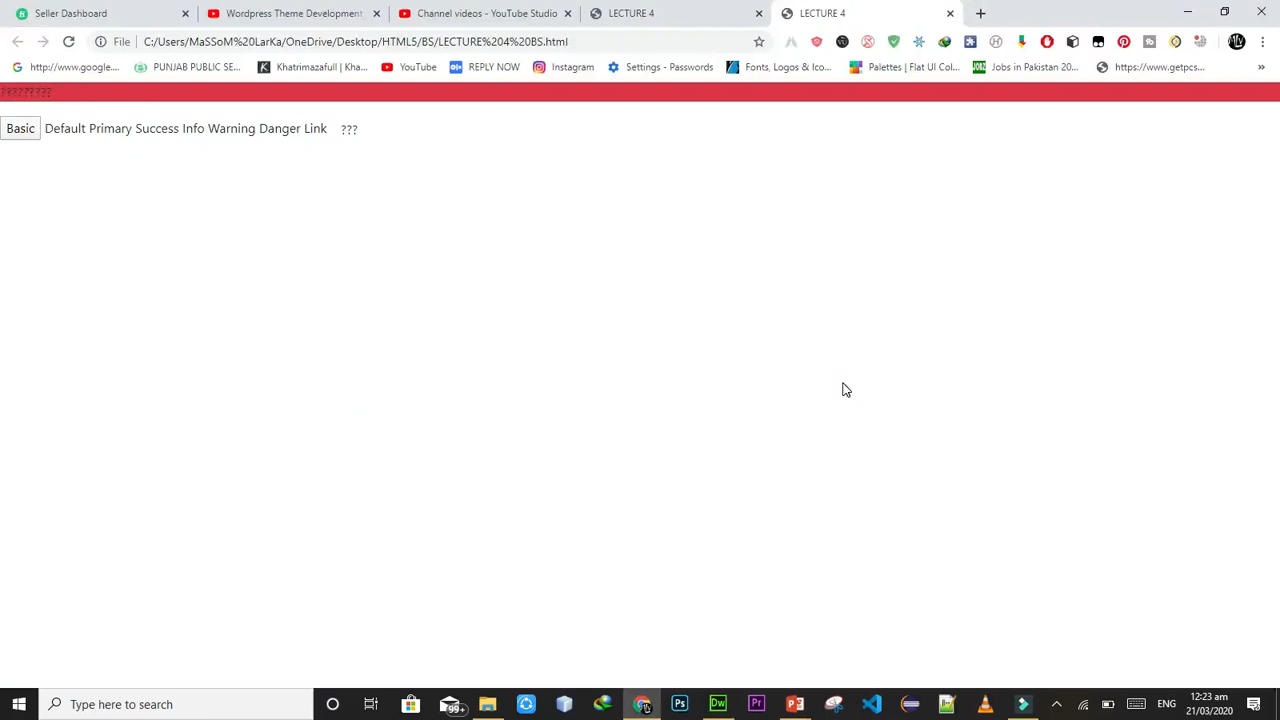 Seller Dashboard
Wordpress Theme Development
Channel videos - YouTube Studio
LECTURE 4
LECTURE 4
File
C:/Users/MaSSoM%20LarKa/OneDrive/Desktop/HTML5/BS/LECTURE%204%20BS.html
http://www.google....
PUNJAB PUBLIC SE...
Khatrimazafull | Kha...
YouTube
REPLY NOW
Instagram
Settings - Passwords
Fonts, Logos & Ico...
Palettes | Flat UI Col...
Jobs in Pakistan 20...
https://www.getpcs...
»
?????????
Basic Default Primary Success Info Warning Danger Link ???
Type here to search
99+
ENG
12:23 am
21/03/2020